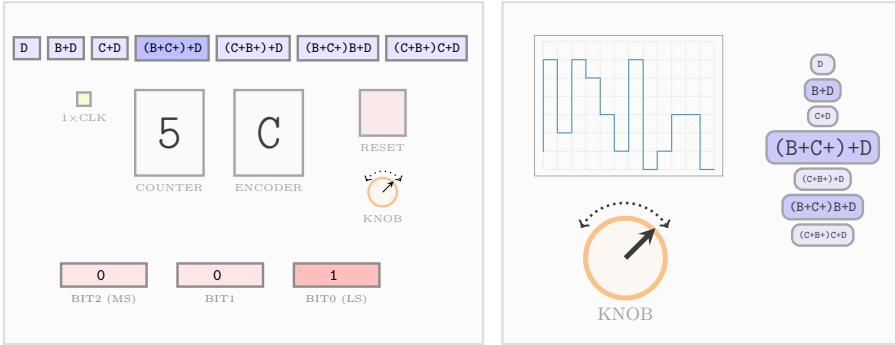 D B+D C+D (B+C+)+D (C+B+)+D (B+C+)B+D (C+B+)C+D
1×CLK
5 C
COUNTER ENCODER
RESET
KNOB
0 0 1
BIT2 (MS) BIT1 BIT0 (LS)
KNOB
D
B+D
C+D
(B+C+)+D
(C+B+)+D
(B+C+)B+D
(C+B+)C+D